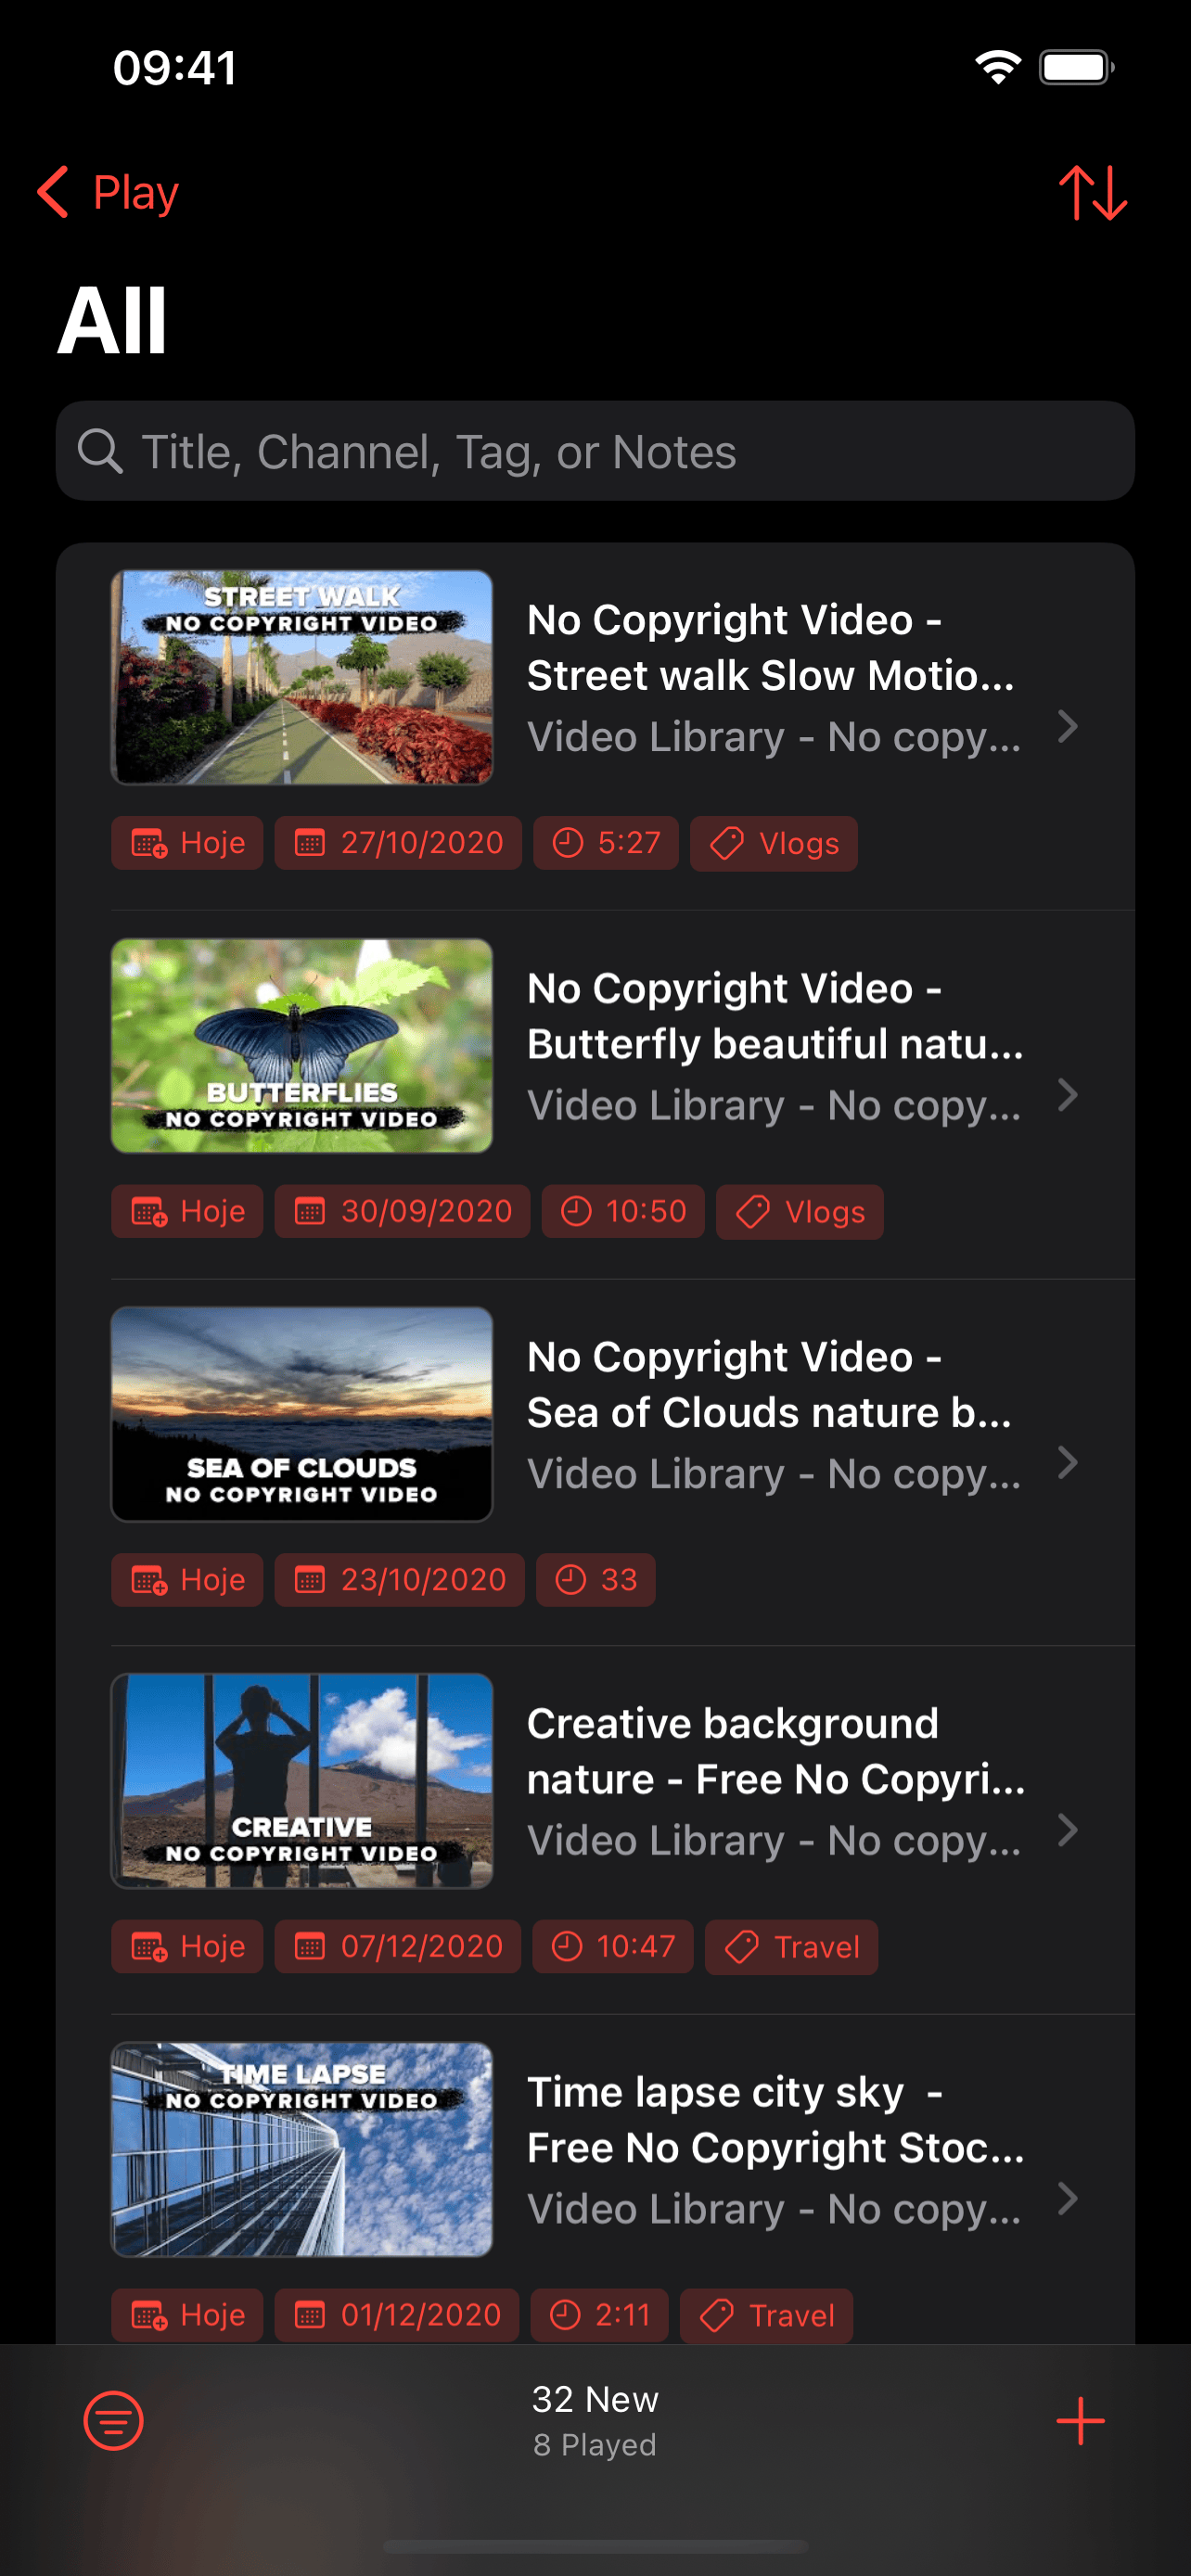 09:41
Play
All
Title, Channel, Tag, or Notes
STREET WALK
NO COPYRIGHT VIDEO
No Copyright Video -
Street walk Slow Motio...
Video Library - No copy...
Hoje
27/10/2020
5:27
Vlogs
BUTTERFLIES
NO COPYRIGHT VIDEO
No Copyright Video -
Butterfly beautiful natu...
Video Library - No copy...
Hoje
30/09/2020
10:50
Vlogs
SEA OF CLOUDS
NO COPYRIGHT VIDEO
No Copyright Video -
Sea of Clouds nature b...
Video Library - No copy...
Hoje
23/10/2020
33
CREATIVE
NO COPYRIGHT VIDEO
Creative background
nature - Free No Copyri...
Video Library - No copy...
Hoje
07/12/2020
10:47
Travel
TIME LAPSE
NO COPYRIGHT VIDEO
Time lapse city sky -
Free No Copyright Stoc...
Video Library - No copy...
Hoje
01/12/2020
2:11
Travel
32 New
8 Played